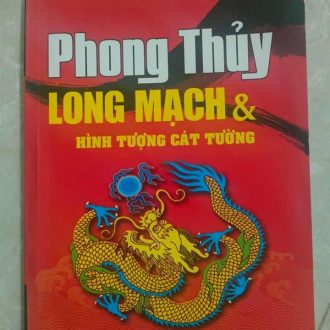 Phong Thủy
LONG MẠCH &
HÌNH TƯỢNG CÁT TƯỜNG